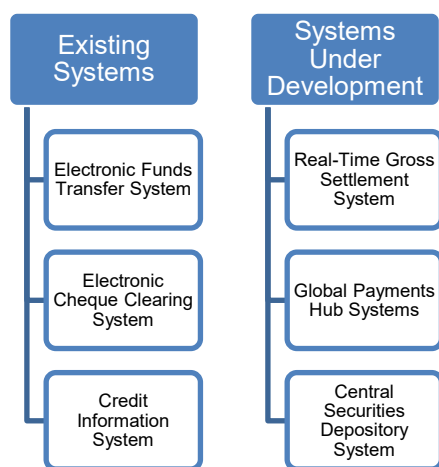 Existing
Systems
Electronic Funds
Transfer System
Electronic
Cheque Clearing
System
Credit
Information
System
Systems
Under
Development
Real-Time Gross
Settlement
System
Global Payments
Hub Systems
Central
Securities
Depository
System